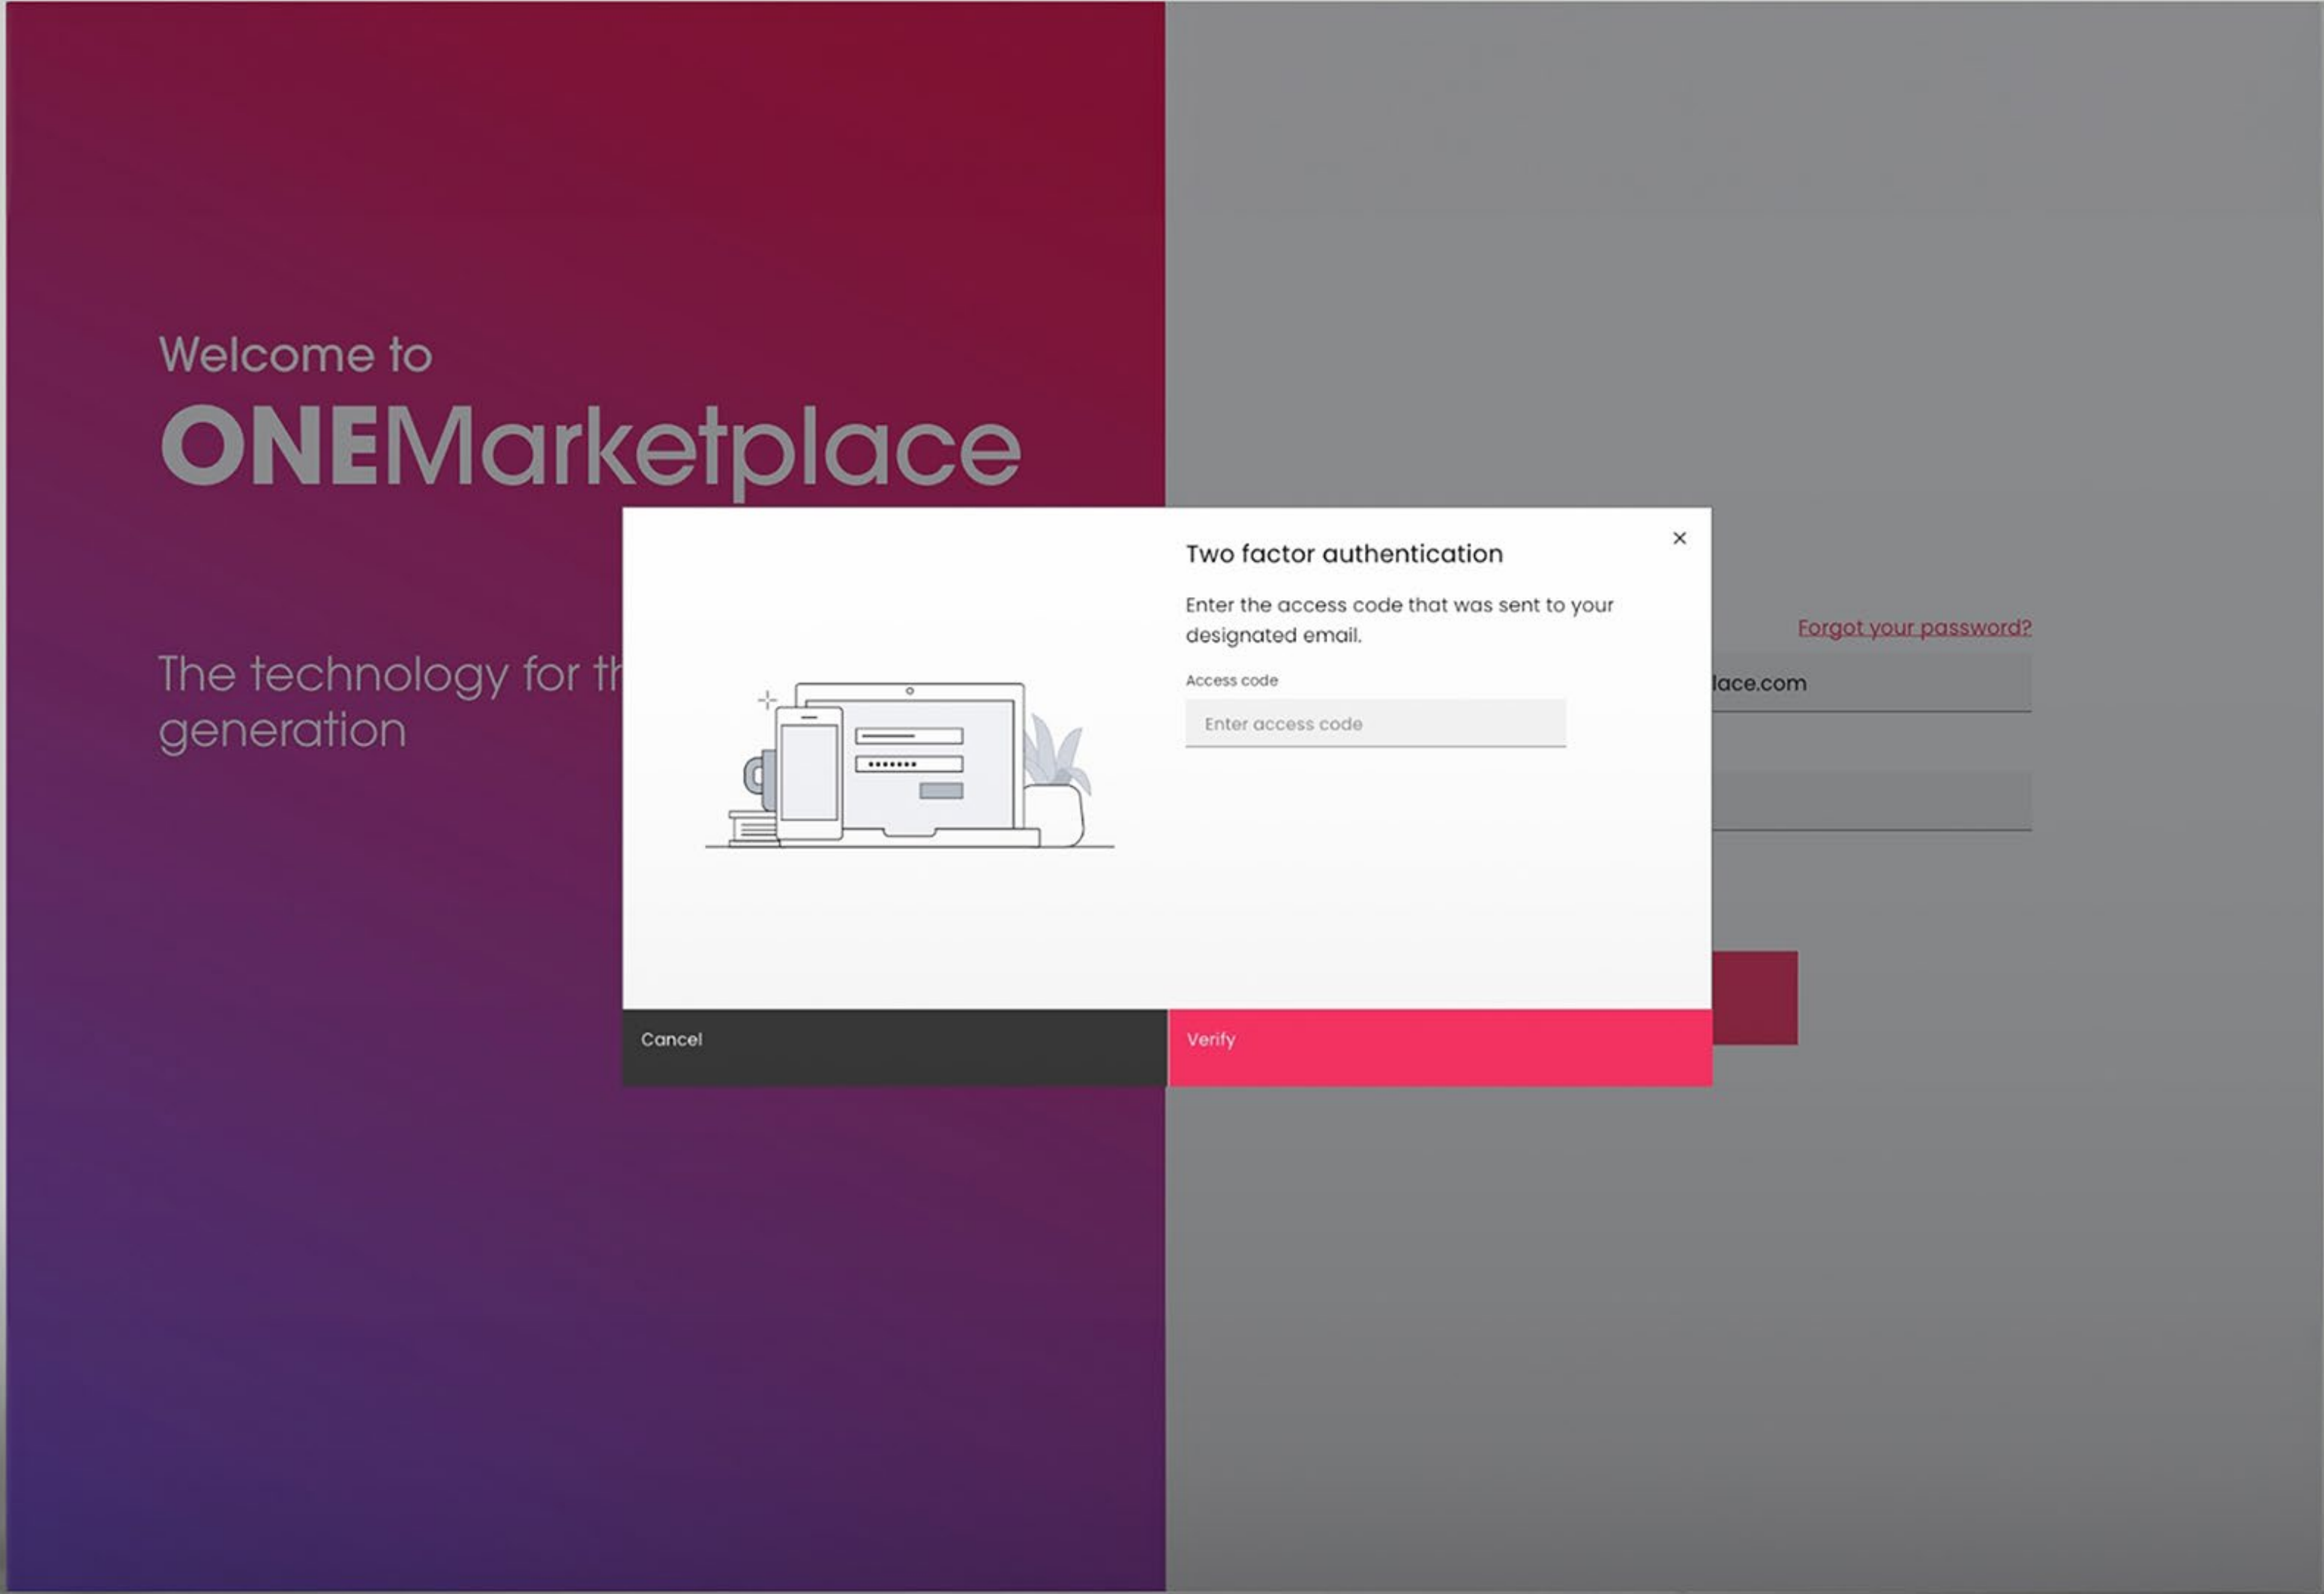 Welcome to
ONEMarketplace
The technology for
generation
Two factor authentication
Enter the access code that was sent to your
designated email.
Access code
Enter access code
Cancel
Verify
Forgot your password?
lace.com